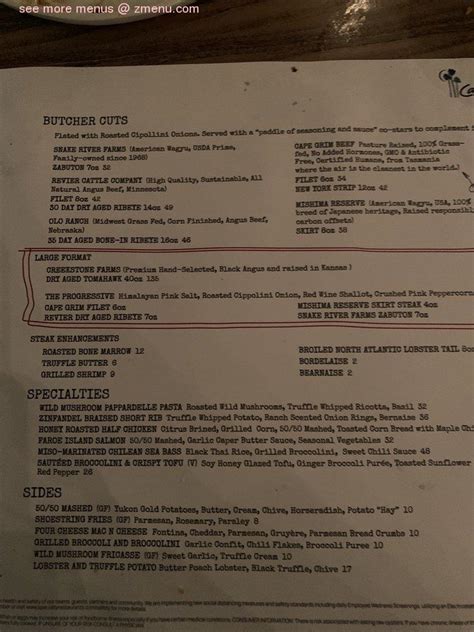 see more menus @ zmenu.com
BUTCHER CUTS
Plated with Roasted Cipollini Onions. Served with a "paddle of seasoning and sauce" co-stars to complement
SNAKE RIVER FARMS (American Wagyu, USDA Prime,
Family-owned since 1968)
ZABUTON 7oz 32
REVIER CATTLE COMPANY (High Quality, Sustainable, All
Natural Angus Beef, Minnesota)
FILET 8oz 42
30 DAY DRY AGED RIBEYE 14oz 49
OLO RANCH (Midwest Grass Fed, Corn Finished, Angus Beef,
Nebraska)
35 DAY AGED BONE-IN RIBEYE 16oz 46
CAPE GRIM BEEF Pasture Raised, 100% Grass-
fed, No Added Hormones, GMO & Antibiotic
Free, Certified Humane, from Tasmania
where the air is the cleanest in the world.)
FILET 6oz 34
NEW YORK STRIP 12oz 42
MISHIMA RESERVE (American Wagyu, USA, 100%
breed of Japanese heritage, Raised responsibly
carbon offsets)
SKIRT 8oz 38
LARGE FORMAT
CREEKSTONE FARMS (Premium Hand-Selected, Black Angus and raised in Kansas )
DRY AGED TOMAHAWK 40oz 135
THE PROGRESSIVE Himalayan Pink Salt, Roasted Cippolini Onion, Red Wine Shallot, Crushed Pink Peppercorn
CAPE GRIM FILET 6oz
REVIER DRY AGED RIBEYE 7oz
MISHIMA RESERVE SKIRT STEAK 4oz
SNAKE RIVER FARMS ZABUTON 7oz
STEAK ENHANCEMENTS
ROASTED BONE MARROW 12
TRUFFLE BUTTER 8
GRILLED SHRIMP 9
BROILED NORTH ATLANTIC LOBSTER TAIL 8oz
BORDELAISE 2
BEARNAISE 2
SPECIALTIES
WILD MUSHROOM PAPPARDELLE PASTA Roasted Wild Mushrooms, Truffle Whipped Ricotta, Basil 32
ZINFANDEL BRAISED SHORT RIB Truffle Whipped Potato, Ranch Scented Onion Rings, Bernaise 36
HONEY ROASTED HALF CHICKEN Citrus Brined, Grilled Corn, 50/50 Mashed, Toasted Corn Bread with Maple
FAROE ISLAND SALMON 50/50 Mashed, Garlic Caper Butter Sauce, Seasonal Vegetables 32
MISO-MARINATED CHILEAN SEA BASS Black Thai Rice, Grilled Broccolini, Sweet Chili Sauce 48
SAUTÉED BROCCOLINI & CRISPY TOFU (V) Soy Honey Glazed Tofu, Ginger Broccoli Purée, Toasted Sunflower
Red Pepper 26
SIDES
50/50 MASHED (GF) Yukon Gold Potatoes, Butter, Cream, Chive, Horseradish, Potato "Hay" 10
SHOESTRING FRIES (GF) Parmesan, Rosemary, Parsley 8
FOUR CHEESE MAC N CHEESE Fontina, Cheddar, Parmesan, Gruyère, Parmesan Bread Crumbs 10
GRILLED BROCCOLI AND BROCCOLINI Garlic Confit, Chili Flakes, Broccoli Puree 10
WILD MUSHROOM FRICASSE (GF) Sweet Garlic, Truffle Cream 10
LOBSTER AND TRUFFLE POTATO Butter Poach Lobster, Black Truffle, Chive 17